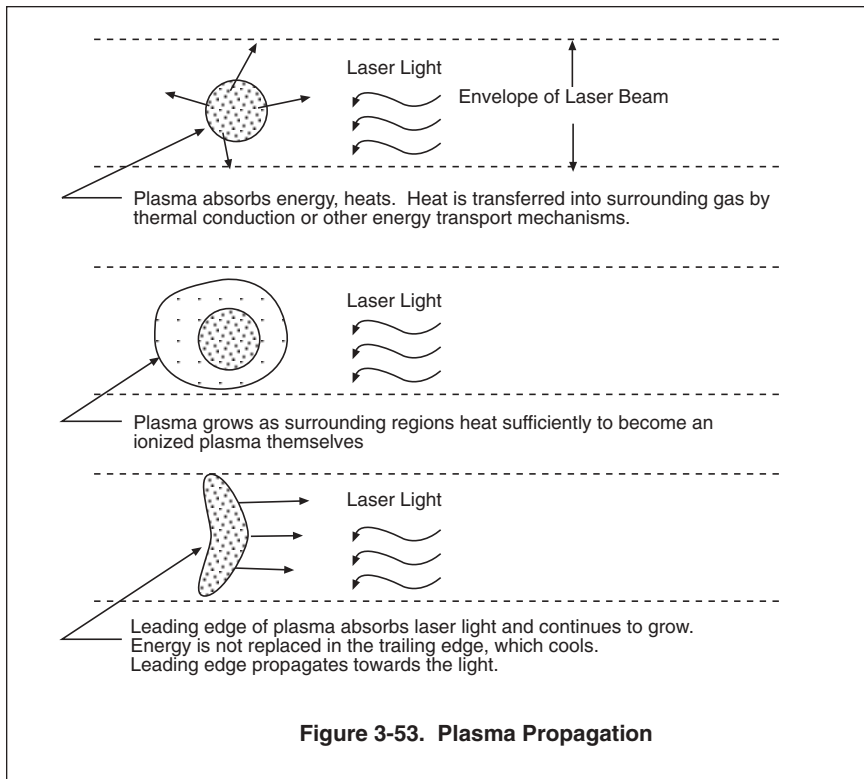 Laser Light
Envelope of Laser Beam
Plasma absorbs energy, heats.  Heat is transferred into surrounding gas by
thermal conduction or other energy transport mechanisms.
Laser Light
Plasma grows as surrounding regions heat sufficiently to become an
ionized plasma themselves
Laser Light
Leading edge of plasma absorbs laser light and continues to grow.
Energy is not replaced in the trailing edge, which cools.
Leading edge propagates towards the light.
Figure 3-53.  Plasma Propagation